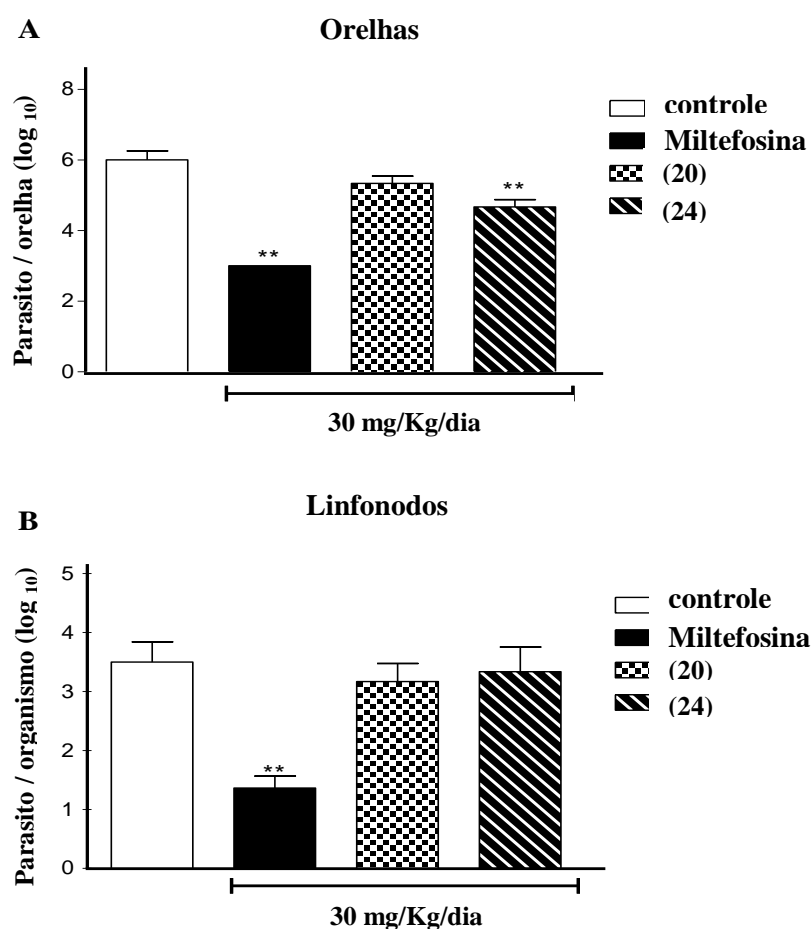 A
Orelhas
Parasito / orelha (log 10)
8
6
4
2
0
**
**
controle
Miltefosina
(20)
(24)
30 mg/Kg/dia
B
Linfonodos
Parasito / organismo (log 10)
5
4
3
2
1
0
**
controle
Miltefosina
(20)
(24)
30 mg/Kg/dia